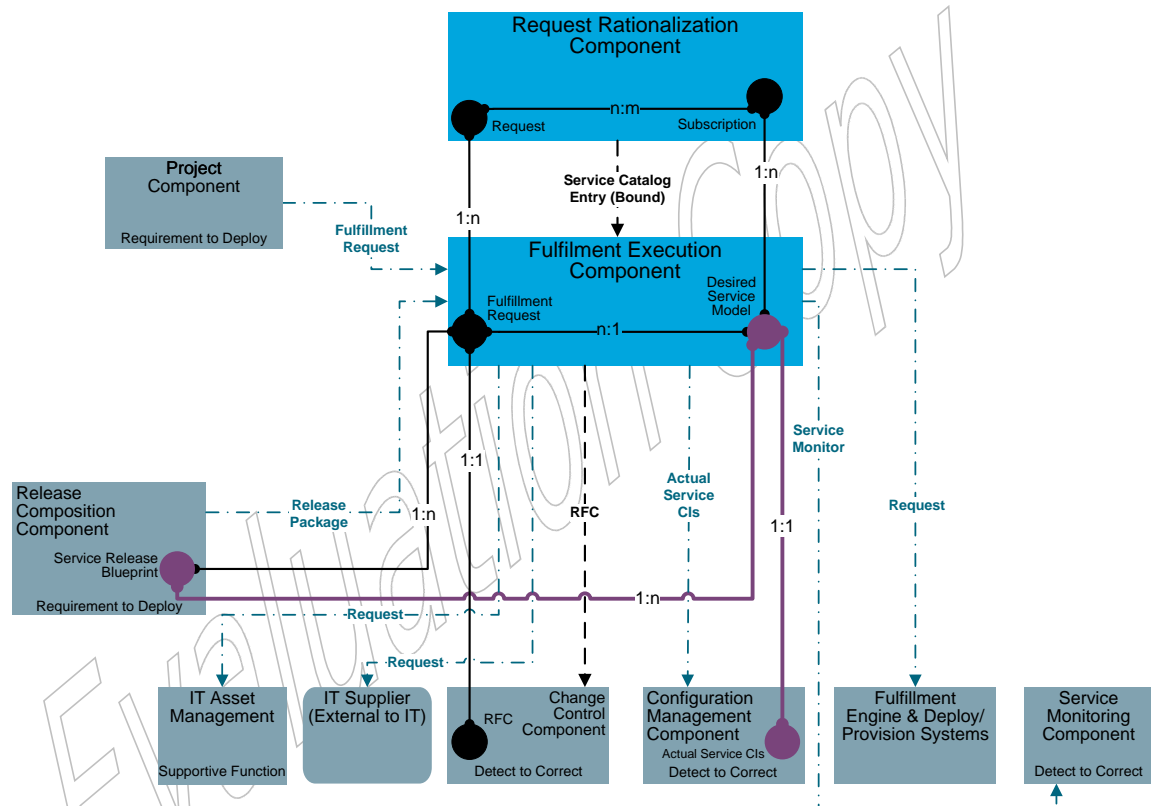 Request Rationalization
Component
n:m
Request
Subscription
Project
Component
Requirement to Deploy
Service Catalog
Entry (Bound)
1:n
1:n
Fulfillment
Request
Fulfilment Execution
Component
Fulfillment
Request
Desired
Service
Model
n:1
Service
Monitor
1:1
Actual
Service
CIs
RFC
Request
1:1
Release
Composition
Component
Service Release
Blueprint
Requirement to Deploy
Release
Package
1:n
1:n
Request
Request
IT Asset
Management
Supportive Function
IT Supplier
(External to IT)
RFC
Change
Control
Component
Detect to Correct
Configuration
Management
Component
Actual Service CIs
Detect to Correct
Fulfillment
Engine & Deploy/
Provision Systems
Service
Monitoring
Component
Detect to Correct
Evaluation Copy